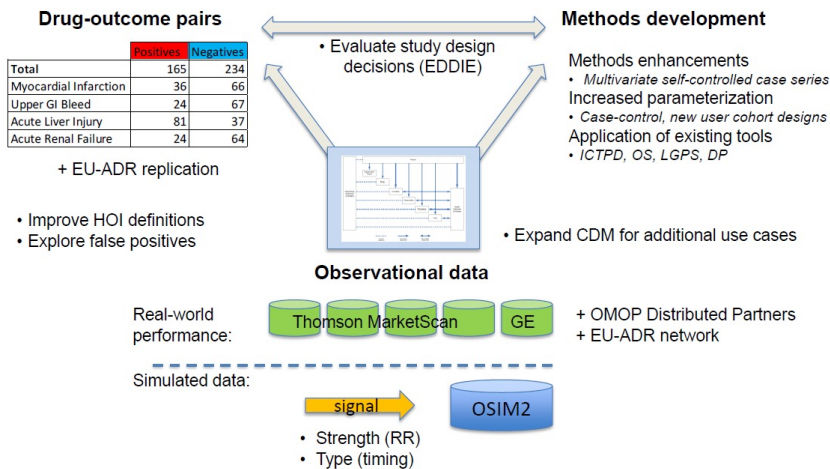 Drug-outcome pairs
Positives Negatives
Total 165 234
Myocardial Infarction 36 66
Upper GI Bleed 24 67
Acute Liver Injury 81 37
Acute Renal Failure 24 64
+ EU-ADR replication
• Improve HOI definitions
• Explore false positives
• Evaluate study design
decisions (EDDIE)
Methods development
Methods enhancements
• Multivariate self-controlled case series
Increased parameterization
• Case-control, new user cohort designs
Application of existing tools
• ICTPD, OS, LGPS, DP
• Expand CDM for additional use cases
Observational data
Real-world
performance:
Thomson MarketScan GE
+ OMOP Distributed Partners
+ EU-ADR network
Simulated data:
signal
OSIM2
• Strength (RR)
• Type (timing)